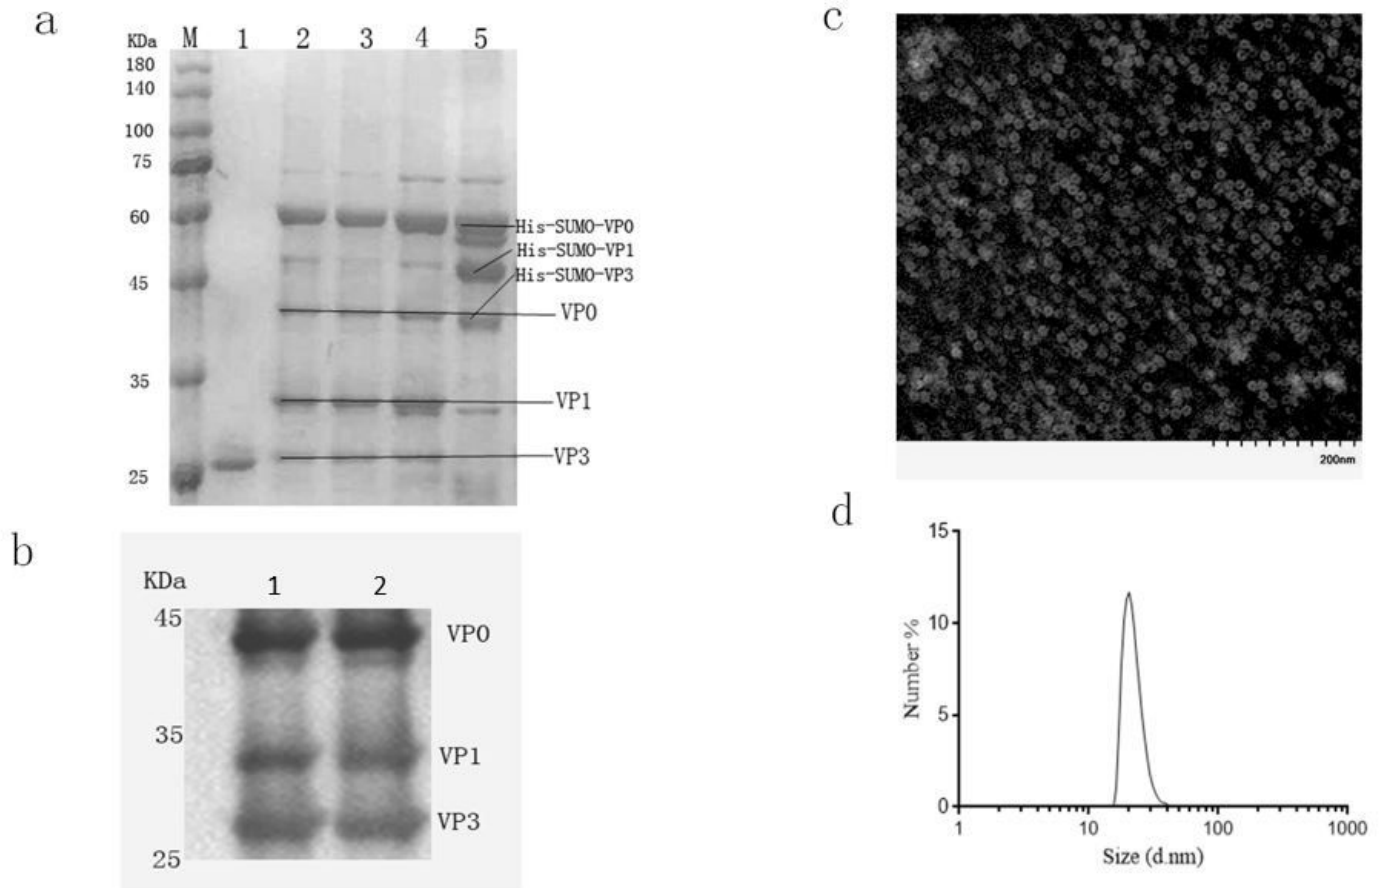 a
KDa M 1 2 3 4 5
180
140
100
75
60
45
35
25
His-SUMO-VP0
His-SUMO-VP1
His-SUMO-VP3
VP0
VP1
VP3
b
KDa 1 2
45
35
25
VP0
VP1
VP3
c
200nm
d
15
10
5
0
Number %
1 10 100 1000
Size (d.nm)